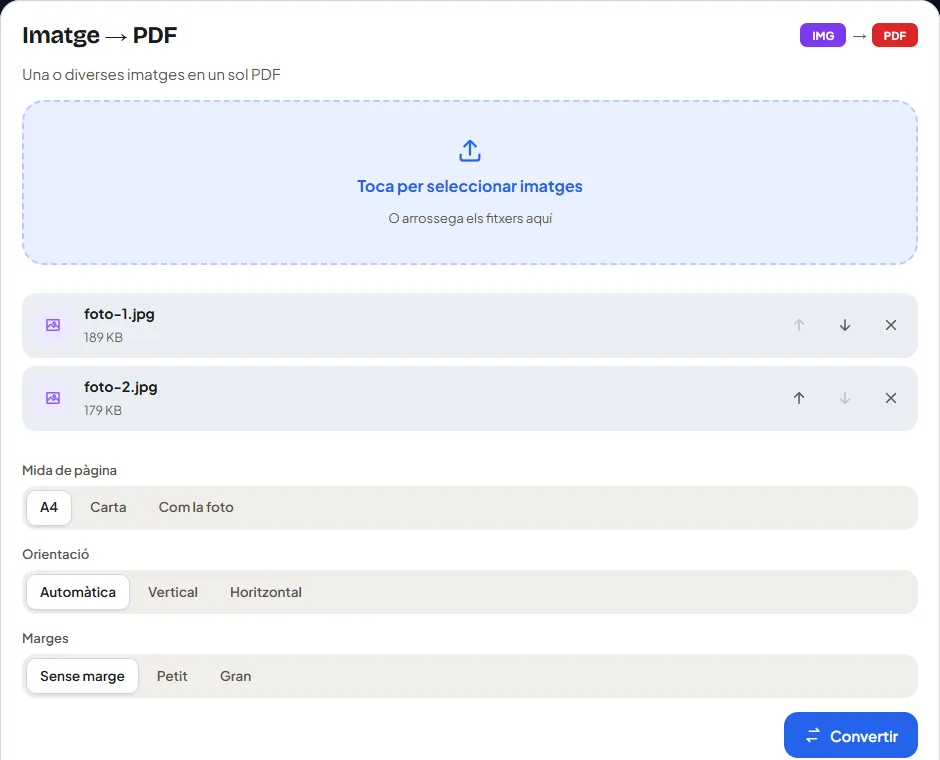 Imatge → PDF
IMG → PDF
Una o diverses imatges en un sol PDF
Toca per seleccionar imatges
O arrossega els fitxers aquí
foto-1.jpg
189 KB
foto-2.jpg
179 KB
Mida de pàgina
A4 Carta Com la foto
Orientació
Automàtica Vertical Horitzontal
Marges
Sense marge Petit Gran
Convertir